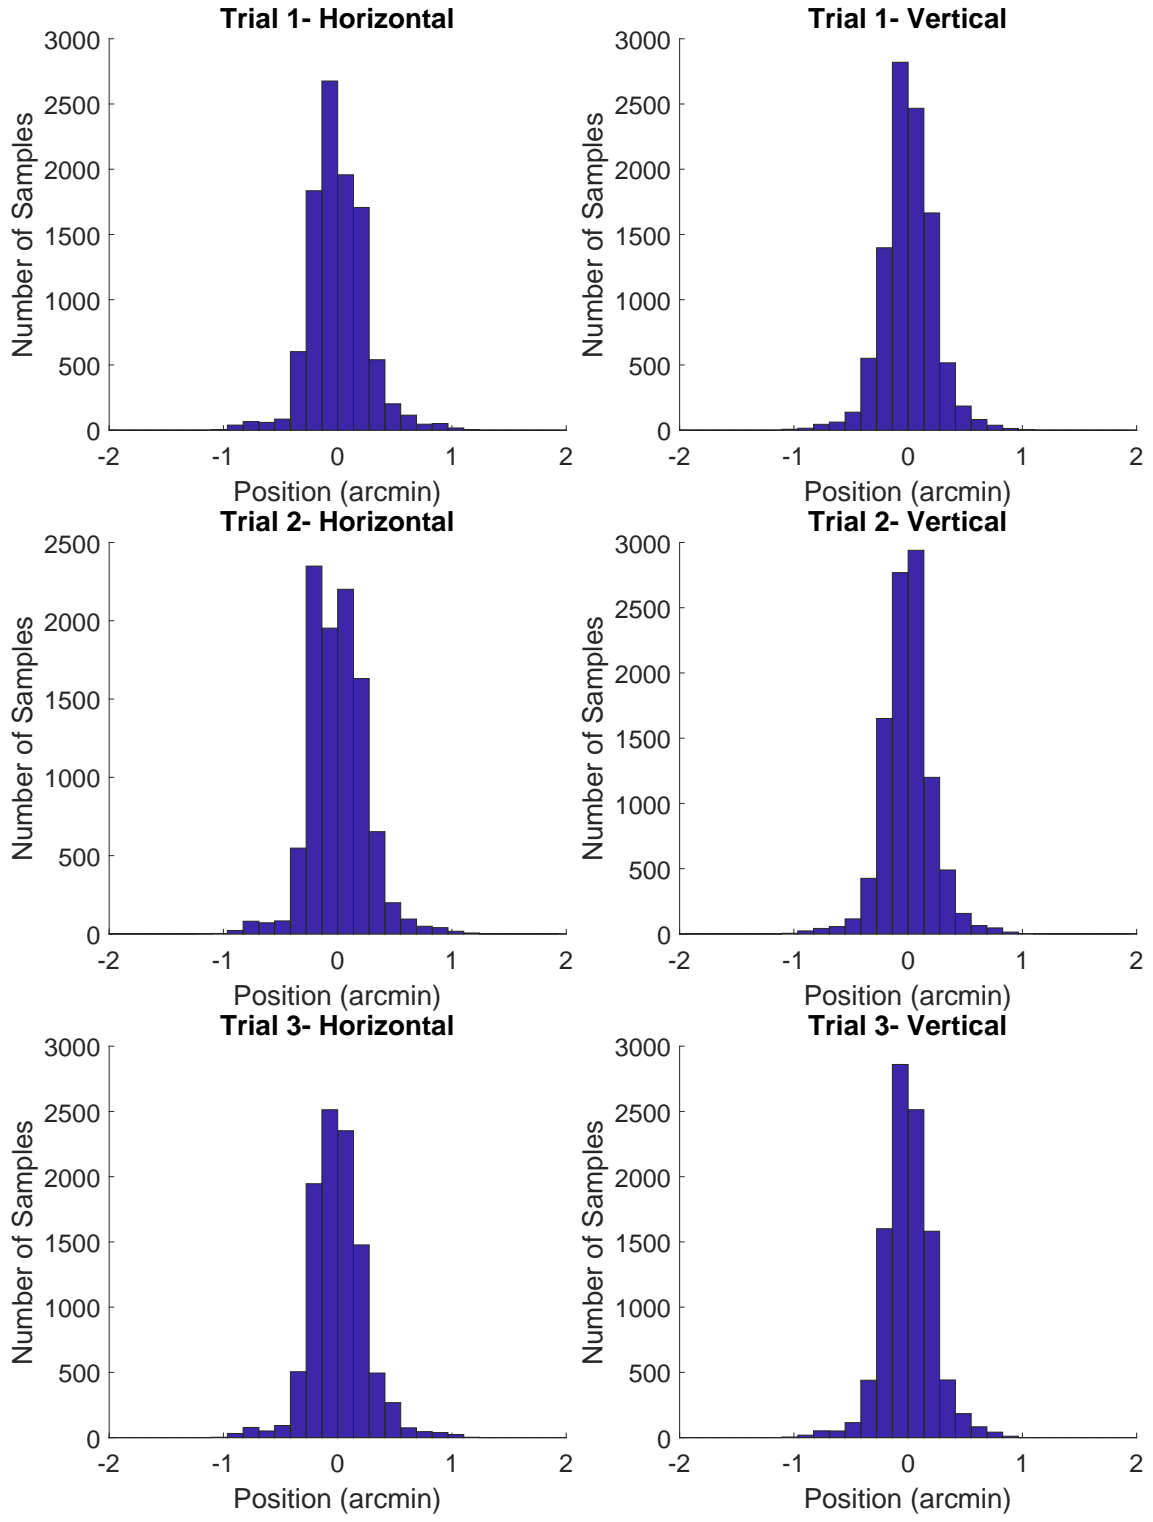 Trial 1- Horizontal
3000
2500
2000
1500
1000
500
0
Number of Samples
-2 -1 0 1 2
Position (arcmin)
Trial 1- Vertical
3000
2500
2000
1500
1000
500
0
Number of Samples
-2 -1 0 1 2
Position (arcmin)
Trial 2- Horizontal
2500
2000
1500
1000
500
0
Number of Samples
-2 -1 0 1 2
Position (arcmin)
Trial 2- Vertical
3000
2500
2000
1500
1000
500
0
Number of Samples
-2 -1 0 1 2
Position (arcmin)
Trial 3- Horizontal
3000
2500
2000
1500
1000
500
0
Number of Samples
-2 -1 0 1 2
Position (arcmin)
Trial 3- Vertical
3000
2500
2000
1500
1000
500
0
Number of Samples
-2 -1 0 1 2
Position (arcmin)